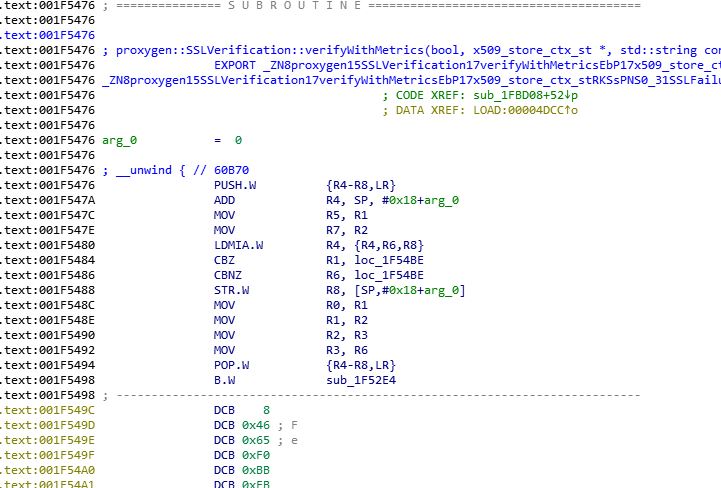 .text:001F5476 ; =============== S U B R O U T I N E =======================================
.text:001F5476
.text:001F5476
.text:001F5476 ; proxygen::SSLVerification::verifyWithMetrics(bool, x509_store_ctx_st *, std::string con
.text:001F5476 EXPORT _ZN8proxygen15SSLVerification17verifyWithMetricsEbP17x509_store_ct
.text:001F5476 _ZN8proxygen15SSLVerification17verifyWithMetricsEbP17x509_store_ctx_stRKSsPNS0_31SSLFailu
.text:001F5476 ; CODE XREF: sub_1FBD08+52↓p
.text:001F5476 ; DATA XREF: LOAD:00004DCC↑o
.text:001F5476
.text:001F5476 arg_0 = 0
.text:001F5476
.text:001F5476 ; __unwind { // 60B70
.text:001F5476 PUSH.W {R4-R8,LR}
.text:001F547A ADD R4, SP, #0x18+arg_0
.text:001F547C MOV R5, R1
.text:001F547E MOV R7, R2
.text:001F5480 LDMIA.W R4, {R4,R6,R8}
.text:001F5484 CBZ R1, loc_1F54BE
.text:001F5486 CBNZ R6, loc_1F54BE
.text:001F5488 STR.W R8, [SP,#0x18+arg_0]
.text:001F548C MOV R0, R1
.text:001F548E MOV R1, R2
.text:001F5490 MOV R2, R3
.text:001F5492 MOV R3, R6
.text:001F5494 POP.W {R4-R8,LR}
.text:001F5498 B.W sub_1F52E4
.text:001F5498 ; ---------------------------------------------------------------------------
.text:001F549C DCB 8
.text:001F549D DCB 0x46 ; F
.text:001F549E DCB 0x65 ; e
.text:001F549F DCB 0xF0
.text:001F54A0 DCB 0xBB
.text:001F54A1 DCB 0xEB